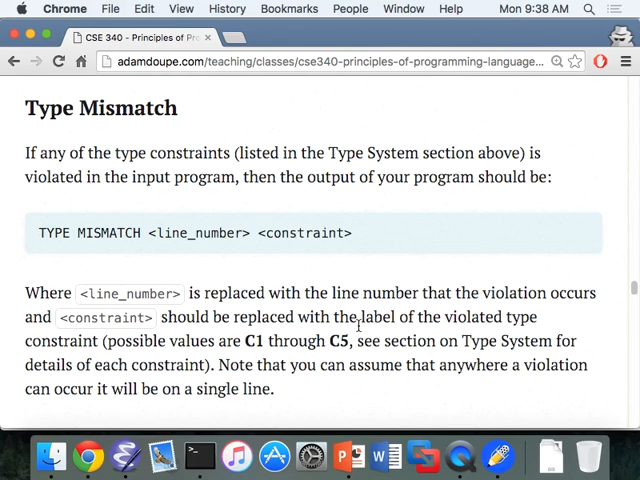 Chrome File Edit View History Bookmarks People Window Help Mon 9:38 AM
CSE 340 - Principles of Pro
adamdoupe.com/teaching/classes/cse340-principles-of-programming-language...
Type Mismatch
If any of the type constraints (listed in the Type System section above) is
violated in the input program, then the output of your program should be:
TYPE MISMATCH <line_number> <constraint>
Where <line_number> is replaced with the line number that the violation occurs
and <constraint> should be replaced with the label of the violated type
constraint (possible values are C1 through C5, see section on Type System for
details of each constraint). Note that you can assume that anywhere a violation
can occur it will be on a single line.